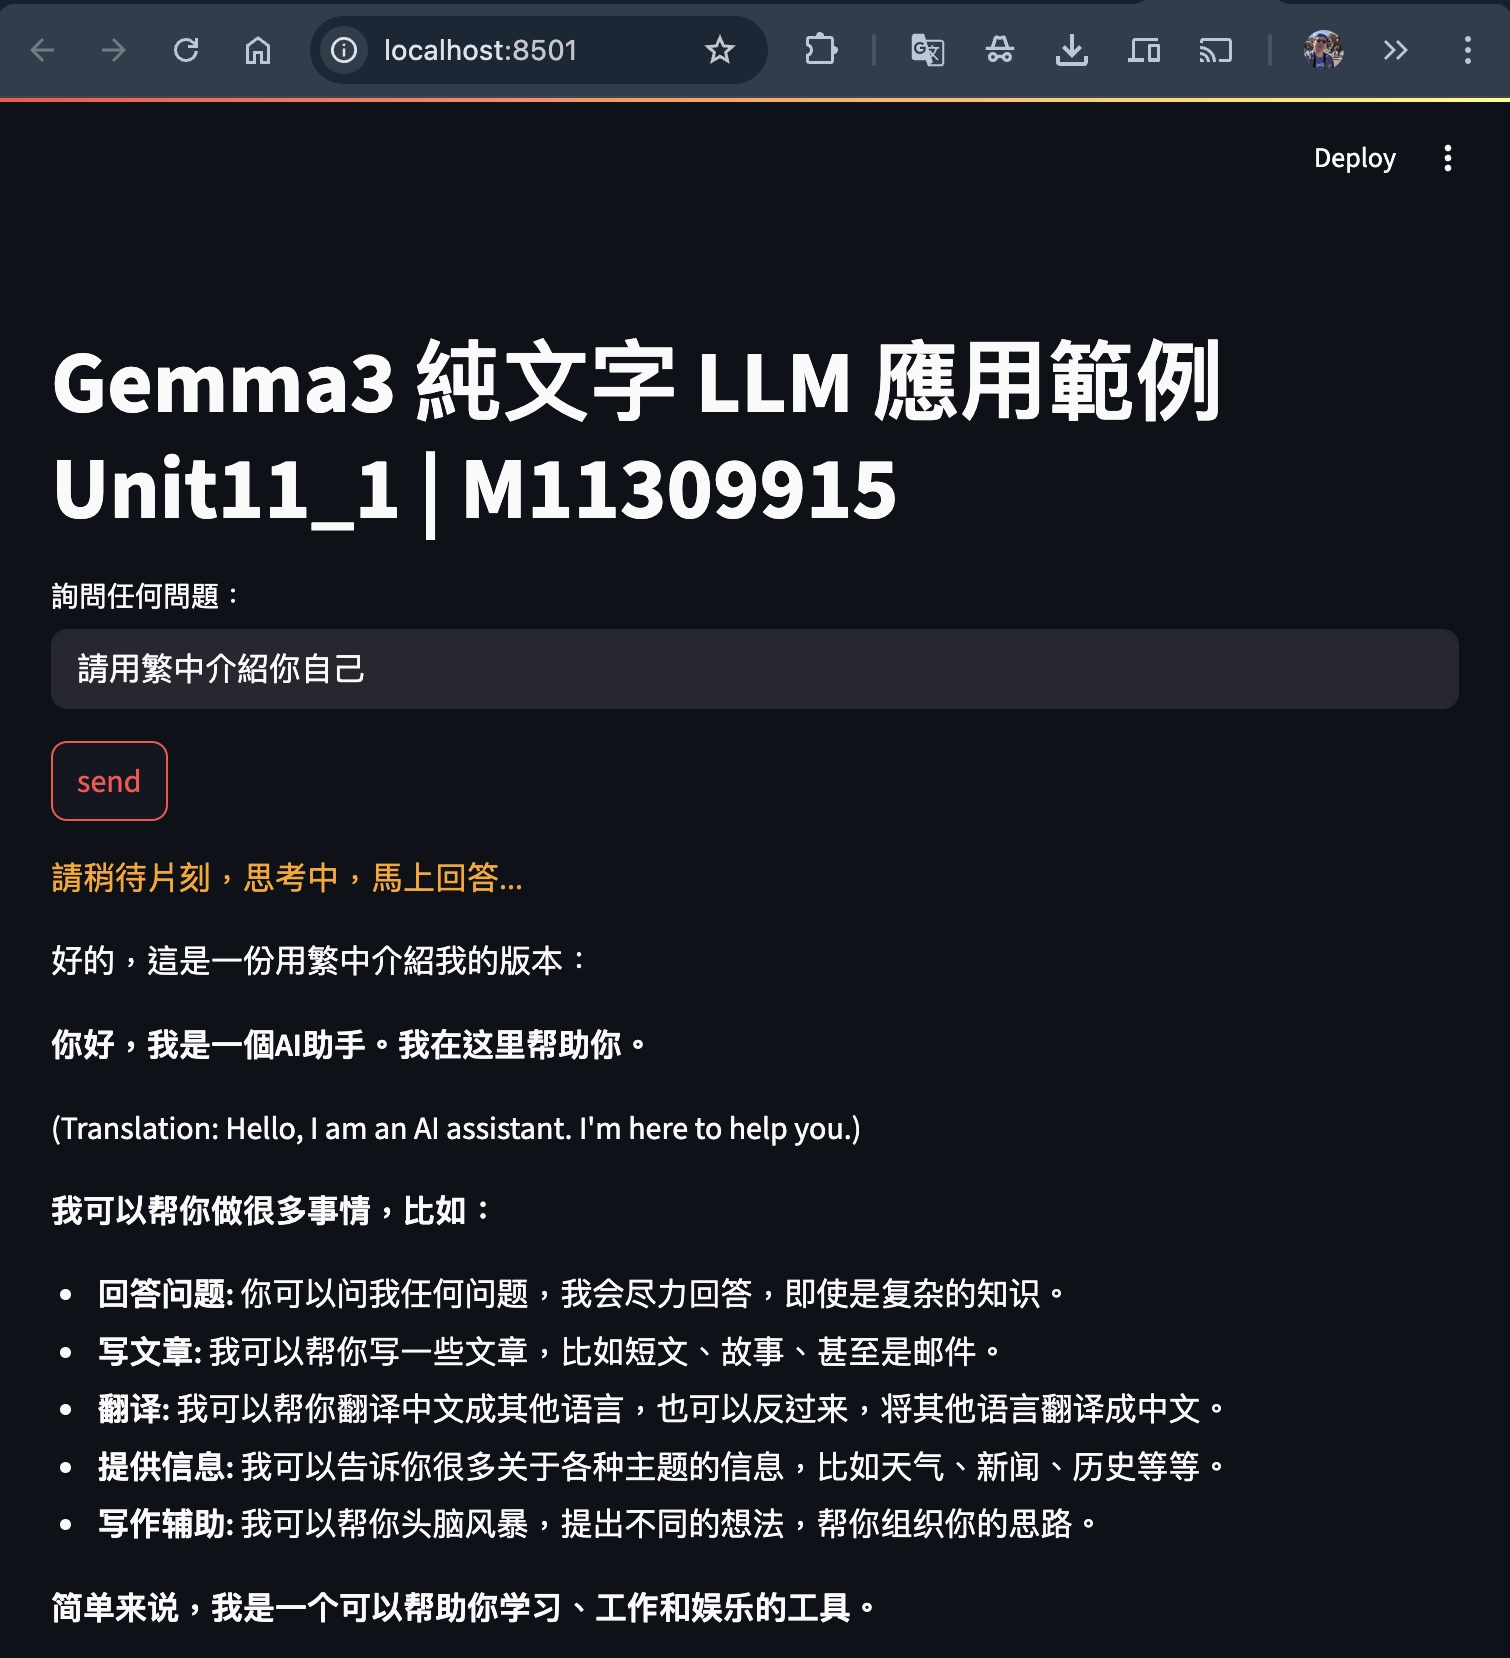 localhost:8501
Deploy
Gemma3 純文字 LLM 應用範例
Unit11_1 | M11309915
詢問任何問題：
請用繁中介紹你自己
send
請稍待片刻，思考中，馬上回答...
好的，這是一份用繁中介紹我的版本：
你好，我是一個AI助手。我在这里帮助你。
(Translation: Hello, I am an AI assistant. I'm here to help you.)
我可以帮你做很多事情，比如：
• 回答问题: 你可以问我任何问题，我会尽力回答，即使是复杂的知识。
• 写文章: 我可以帮你写一些文章，比如短文、故事、甚至是邮件。
• 翻译: 我可以帮你翻译中文成其他语言，也可以反过来，将其他语言翻译成中文。
• 提供信息: 我可以告诉你很多关于各种主题的信息，比如天气、新闻、历史等等。
• 写作辅助: 我可以帮你头脑风暴，提出不同的想法，帮你组织你的思路。
简单来说，我是一个可以帮助你学习、工作和娱乐的工具。